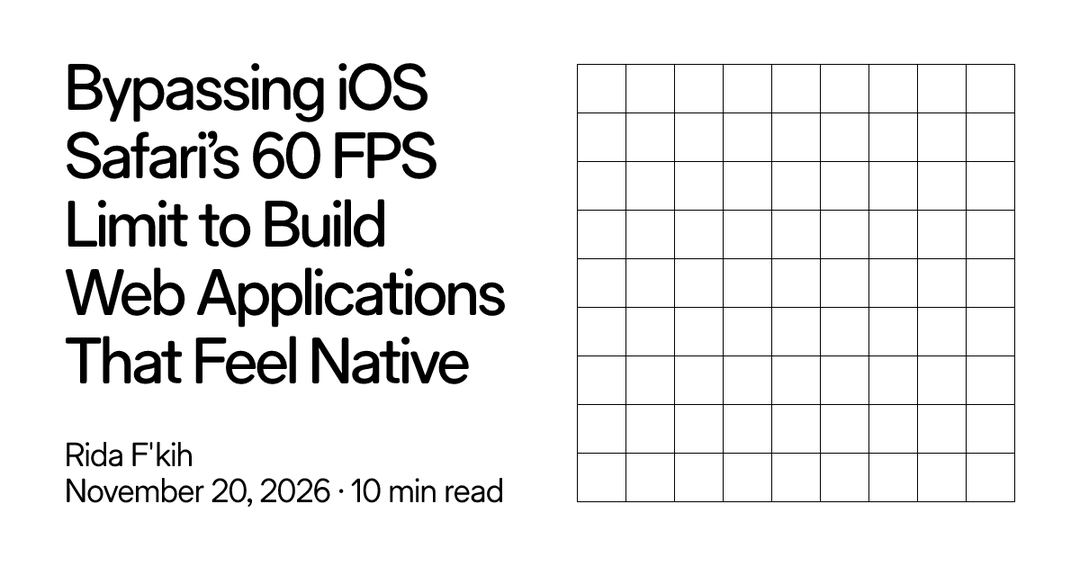 Bypassing iOS
Safari’s 60 FPS
Limit to Build
Web Applications
That Feel Native
Rida F'kih
November 20, 2026 · 10 min read